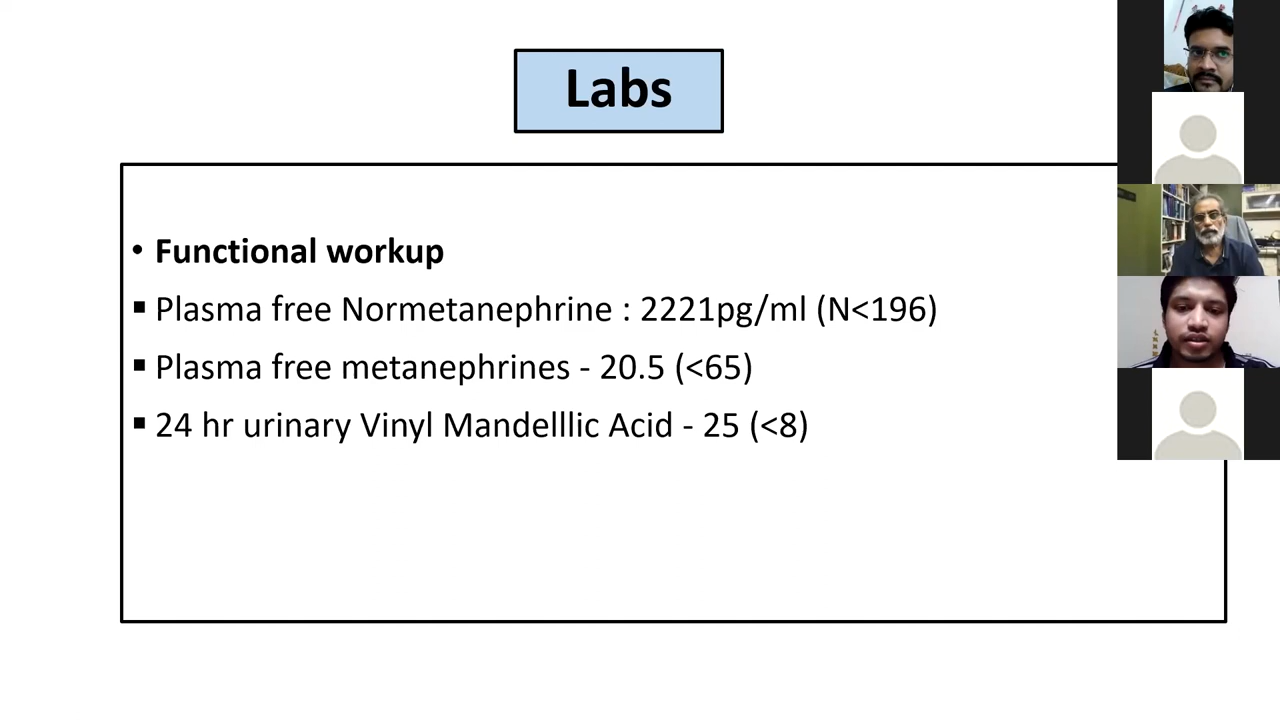 Labs
• Functional workup
▪ Plasma free Normetanephrine : 2221pg/ml (N<196)
▪ Plasma free metanephrines - 20.5 (<65)
▪ 24 hr urinary Vinyl Mandelllic Acid - 25 (<8)